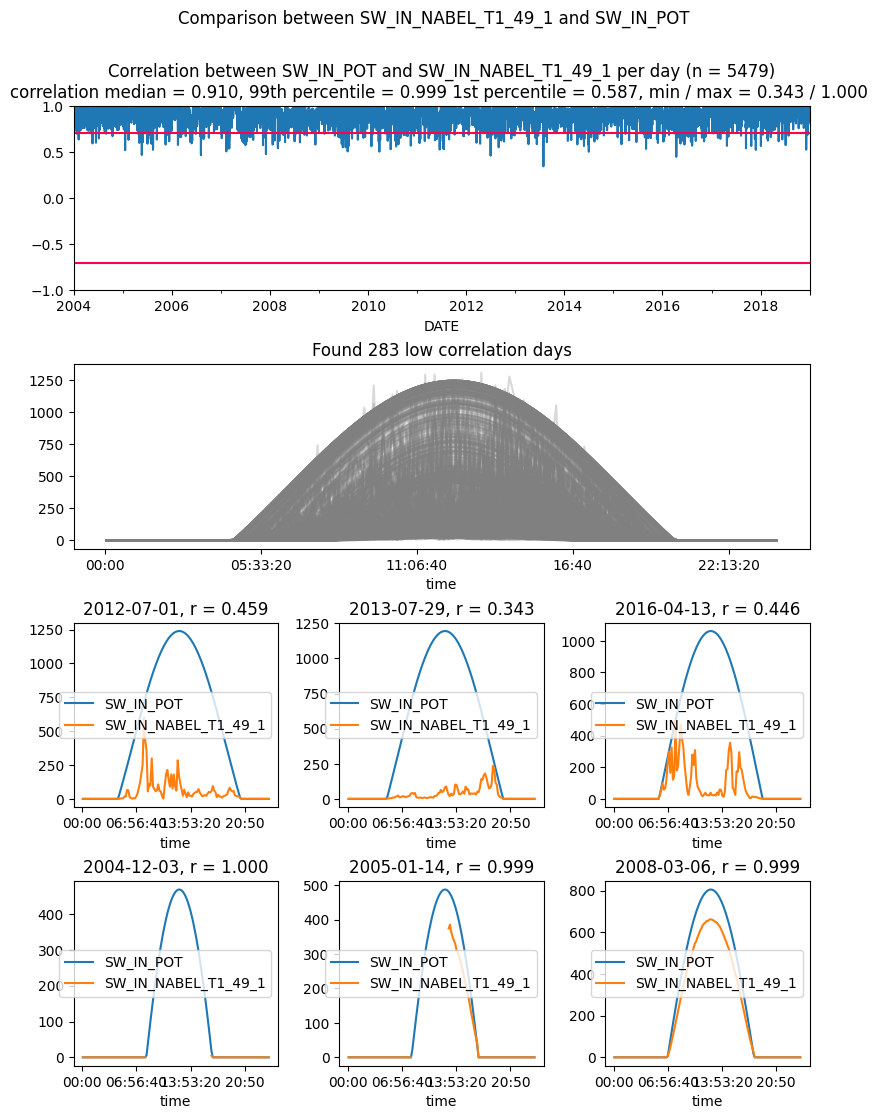 Comparison between SW_IN_NABEL_T1_49_1 and SW_IN_POT
Correlation between SW_IN_POT and SW_IN_NABEL_T1_49_1 per day (n = 5479)
correlation median = 0.910, 99th percentile = 0.999 1st percentile = 0.587, min / max = 0.343 / 1.000
1.0
0.5
0.0
−0.5
−1.0
2004 2006 2008 2010 2012 2014 2016 2018
DATE
Found 283 low correlation days
1250
1000
750
500
250
0
00:00 05:33:20 11:06:40 16:40 22:13:20
time
2012-07-01, r = 0.459
1250
1000
750
500
250
0
SW_IN_POT
SW_IN_NABEL_T1_49_1
00:00 06:56:40 13:53:20 20:50
time
2013-07-29, r = 0.343
1250
1000
750
500
250
0
SW_IN_POT
SW_IN_NABEL_T1_49_1
00:00 06:56:40 13:53:20 20:50
time
2016-04-13, r = 0.446
1000
800
600
400
200
0
SW_IN_POT
SW_IN_NABEL_T1_49_1
00:00 06:56:40 13:53:20 20:50
time
2004-12-03, r = 1.000
400
300
200
100
0
SW_IN_POT
SW_IN_NABEL_T1_49_1
00:00 06:56:40 13:53:20 20:50
time
2005-01-14, r = 0.999
500
400
300
200
100
0
SW_IN_POT
SW_IN_NABEL_T1_49_1
00:00 06:56:40 13:53:20 20:50
time
2008-03-06, r = 0.999
800
600
400
200
0
SW_IN_POT
SW_IN_NABEL_T1_49_1
00:00 06:56:40 13:53:20 20:50
time